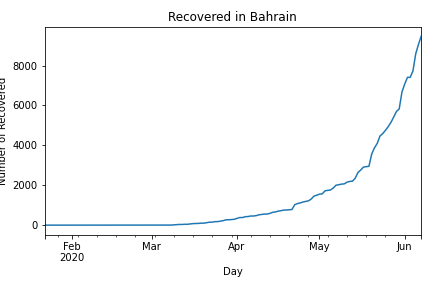 Recovered in Bahrain
Number of Recovered
8000
6000
4000
2000
0
Feb
2020
Mar
Apr
May
Jun
Day